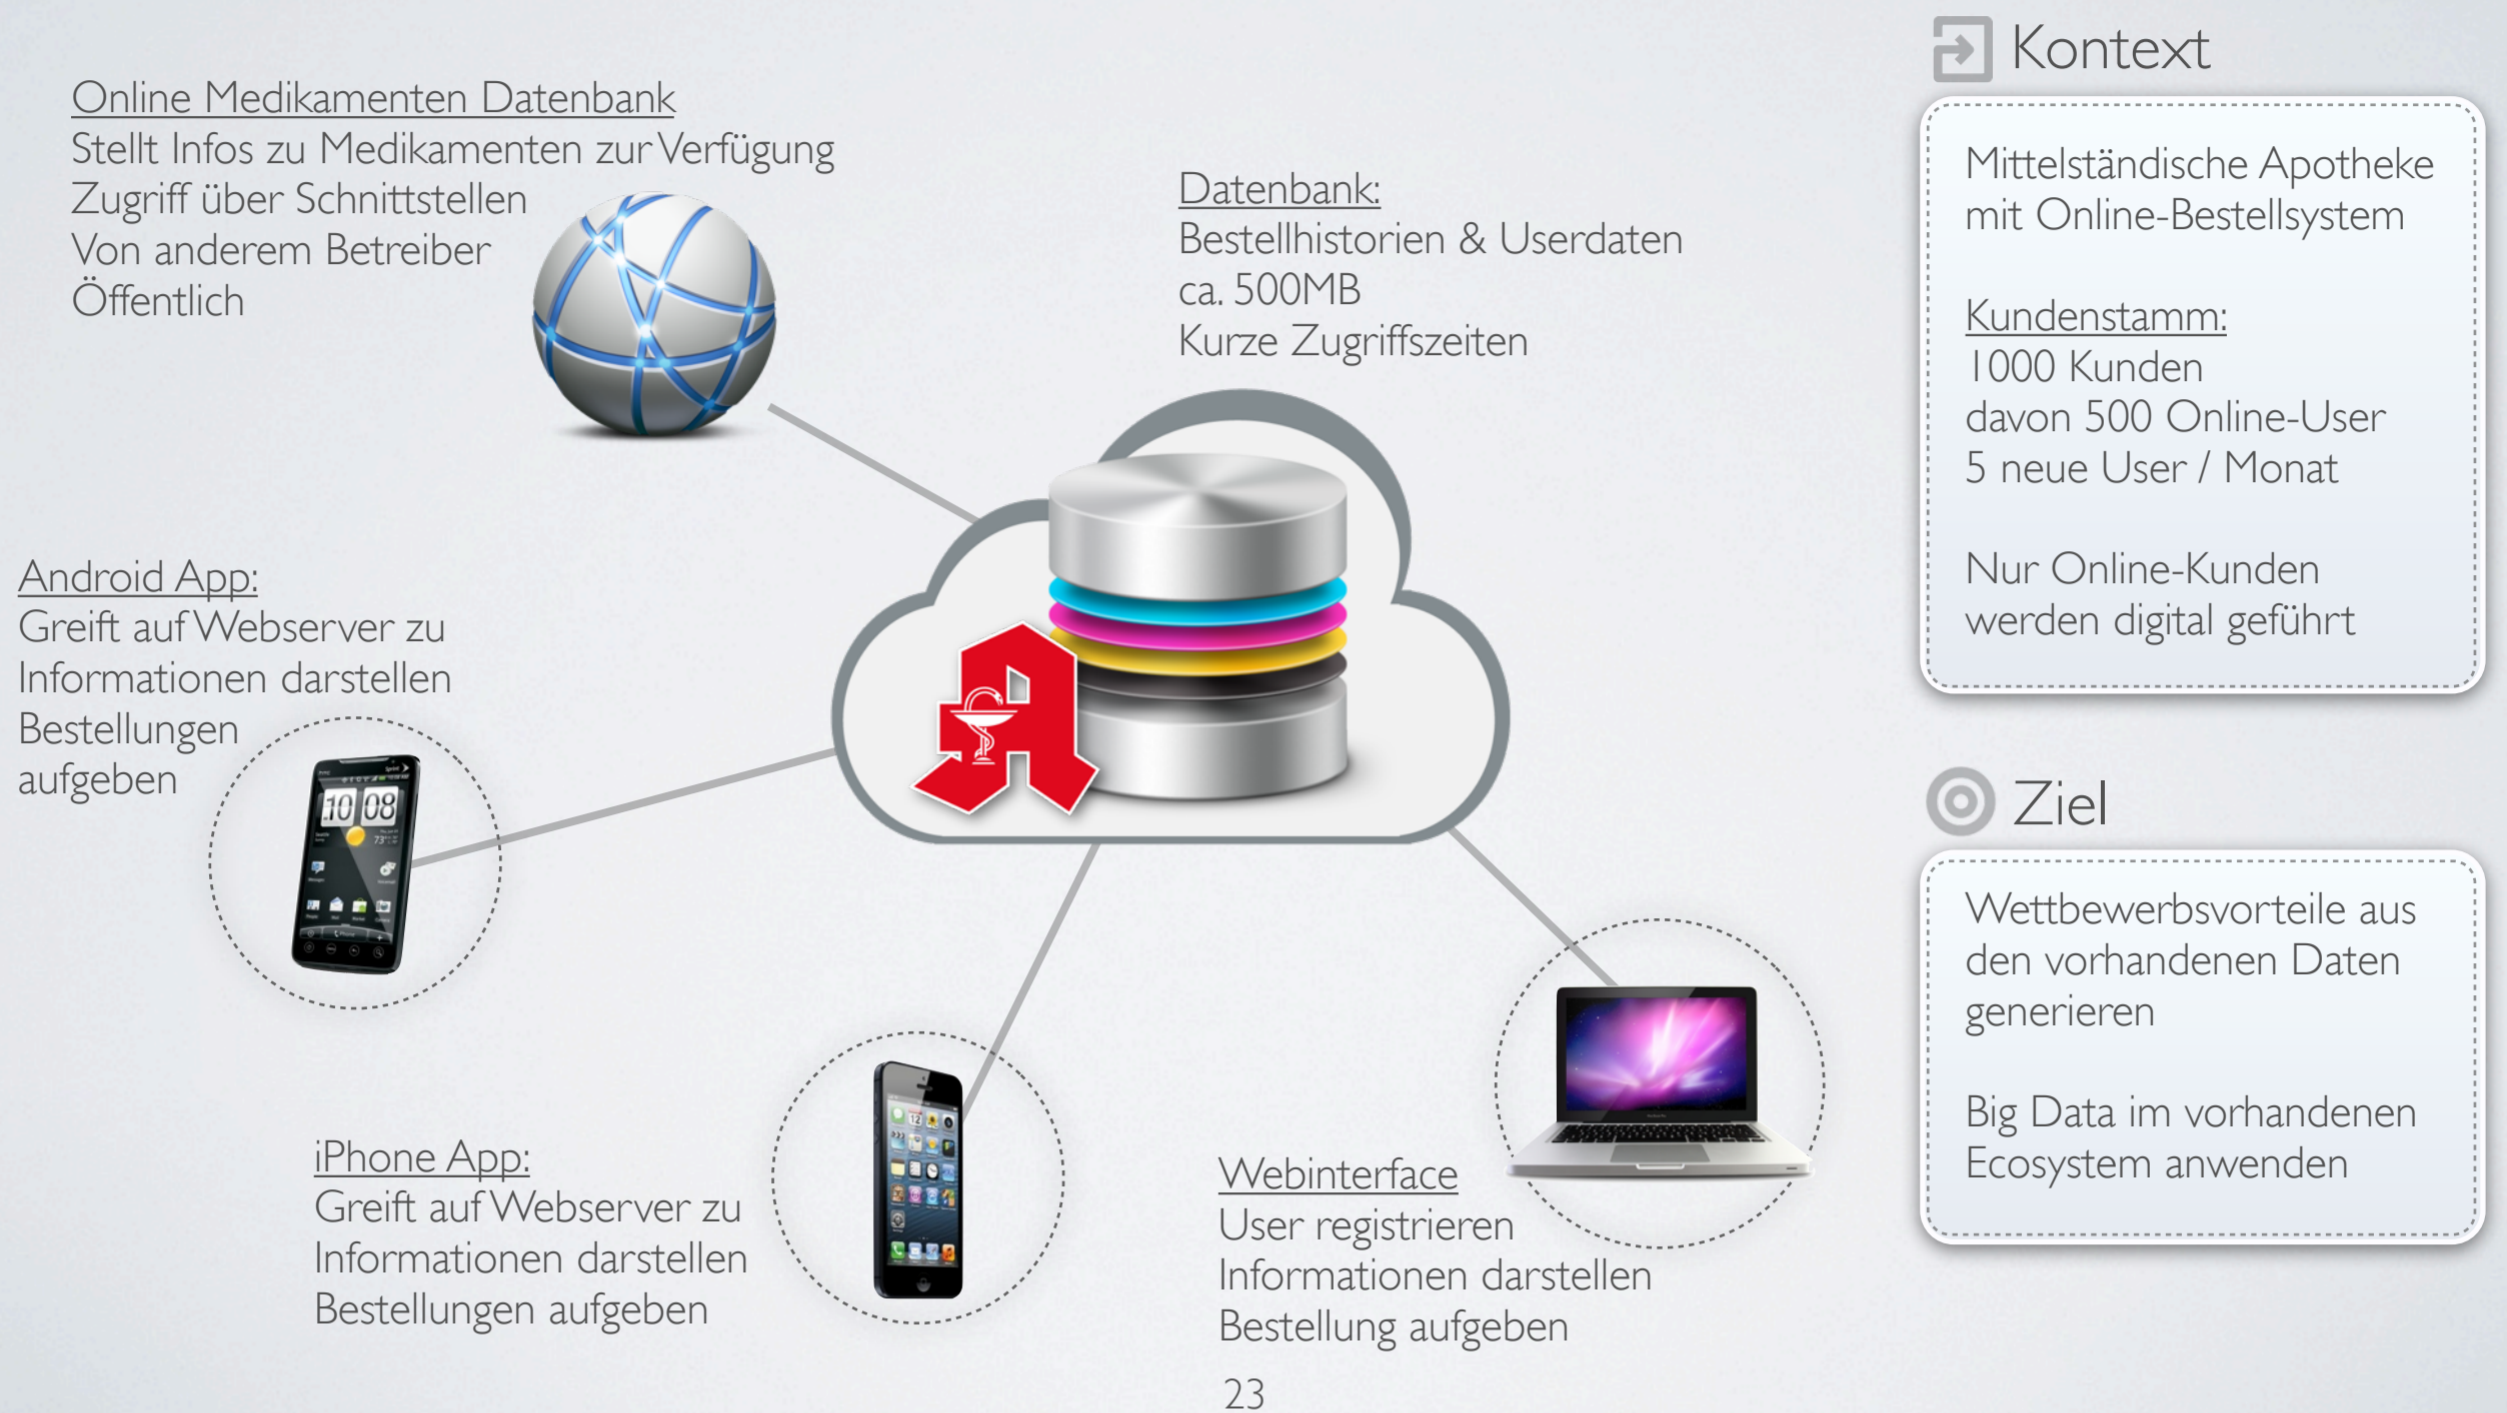 Online Medikamenten Datenbank
Stellt Infos zu Medikamenten zur Verfügung
Zugriff über Schnittstellen
Von anderem Betreiber
Öffentlich
Datenbank:
Bestellhistorien & Userdaten
ca. 500MB
Kurze Zugriffszeiten
Android App:
Greift auf Webserver zu
Informationen darstellen
Bestellungen
aufgeben
10 08
iPhone App:
Greift auf Webserver zu
Informationen darstellen
Bestellungen aufgeben
Webinterface
User registrieren
Informationen darstellen
Bestellung aufgeben
Kontext
Mittelständische Apotheke
mit Online-Bestellsystem
Kundenstamm:
1000 Kunden
davon 500 Online-User
5 neue User / Monat
Nur Online-Kunden
werden digital geführt
Ziel
Wettbewerbsvorteile aus
den vorhandenen Daten
generieren
Big Data im vorhandenen
Ecosystem anwenden
23